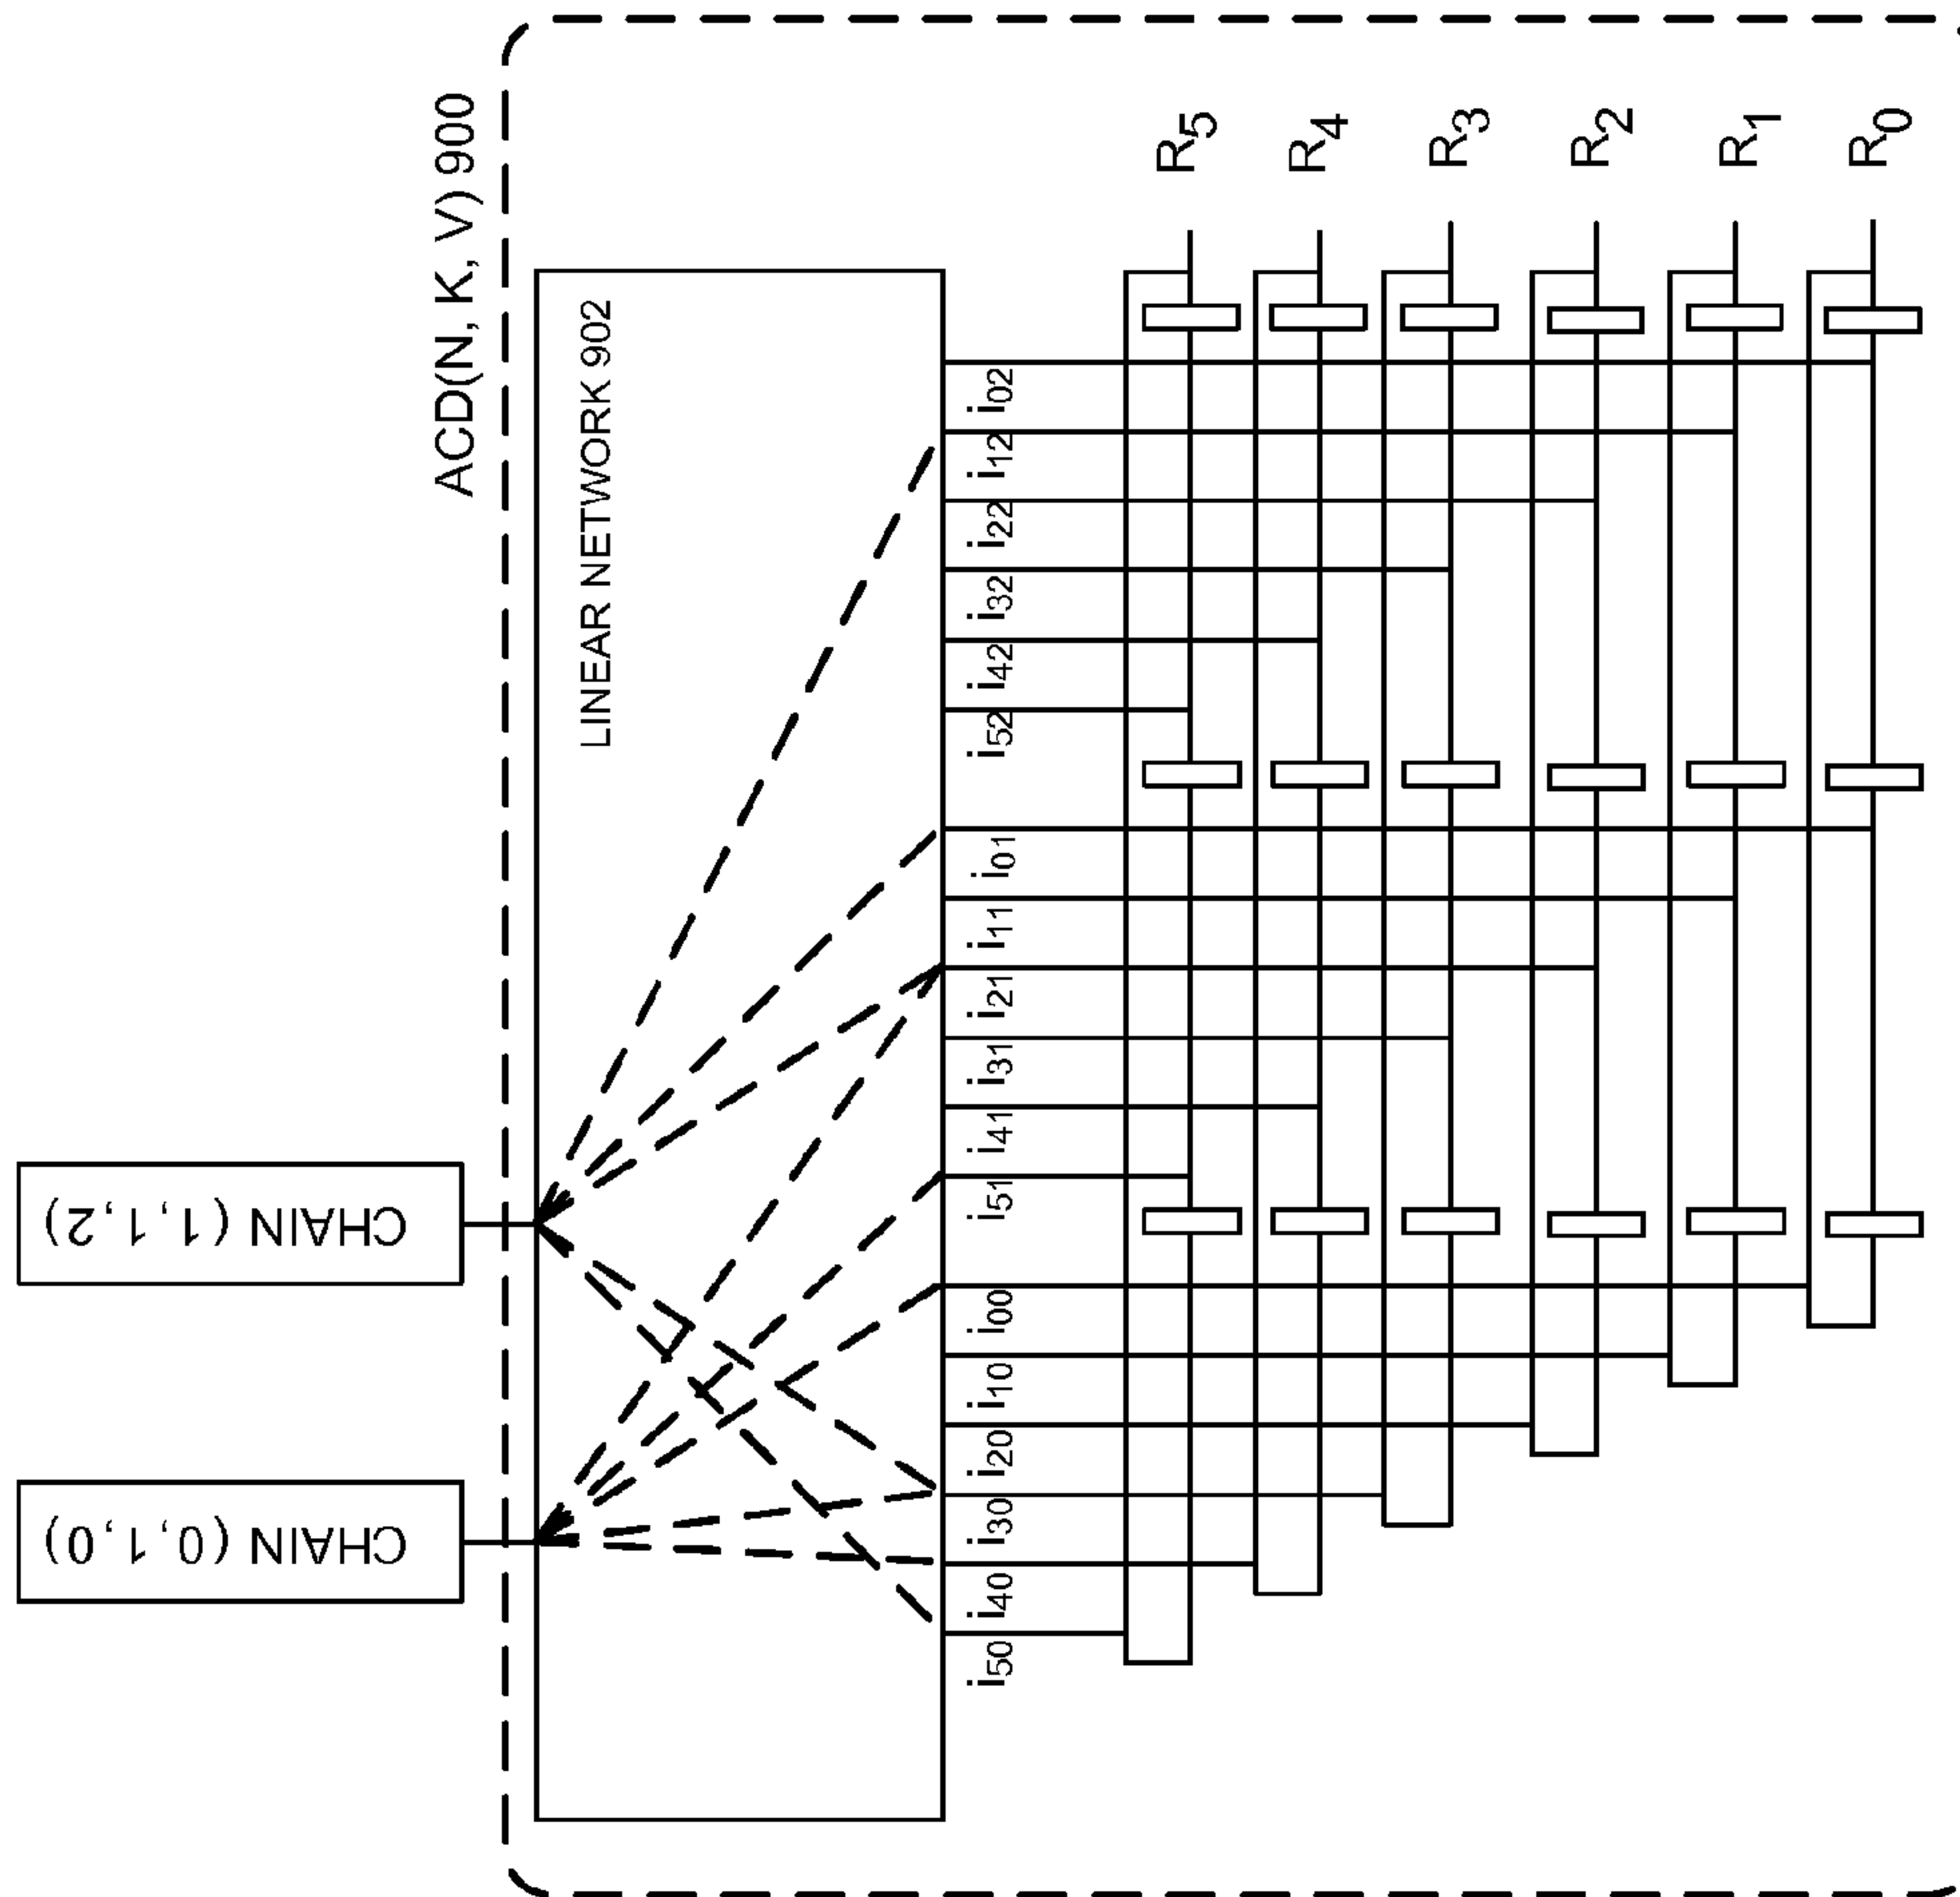 ACD(N, K, V) 900
LINEAR NETWORK 902
CHAIN (1,1,2)
CHAIN (0,1,0)
R5
R4
R3
R2
R1
R0
i02
i12
i22
i32
i42
i52
i01
i11
i21
i31
i41
i51
i00
i10
i20
i30
i40
i50